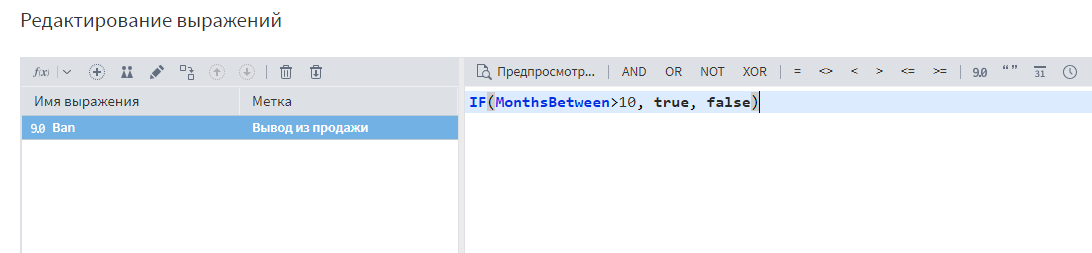 Редактирование выражений
f(x) Предпросмотр... AND OR NOT XOR = <> < > <= >= 9.0 “ ” 31
Имя выражения Метка
IF(MonthsBetween>10, true, false)
9.0 Ban Вывод из продажи